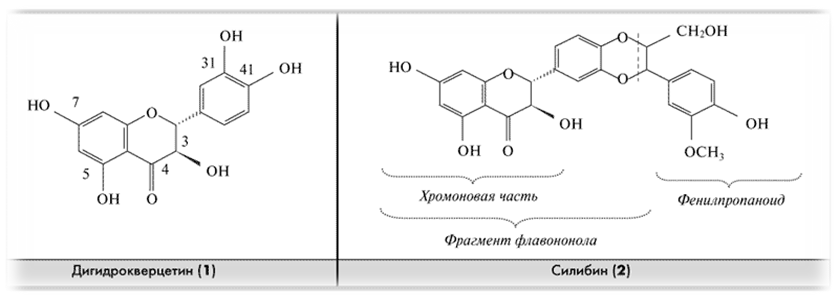 OH
31
41
OH
HO
7
O
3
5
4
OH
OH
O
Дигидрокверцетин (1)
O
CH₂OH
HO
O
O
OH
OH
OH
O
OCH₃
Хромоновая часть
Фенилпропаноид
Фрагмент флавононола
Силибин (2)